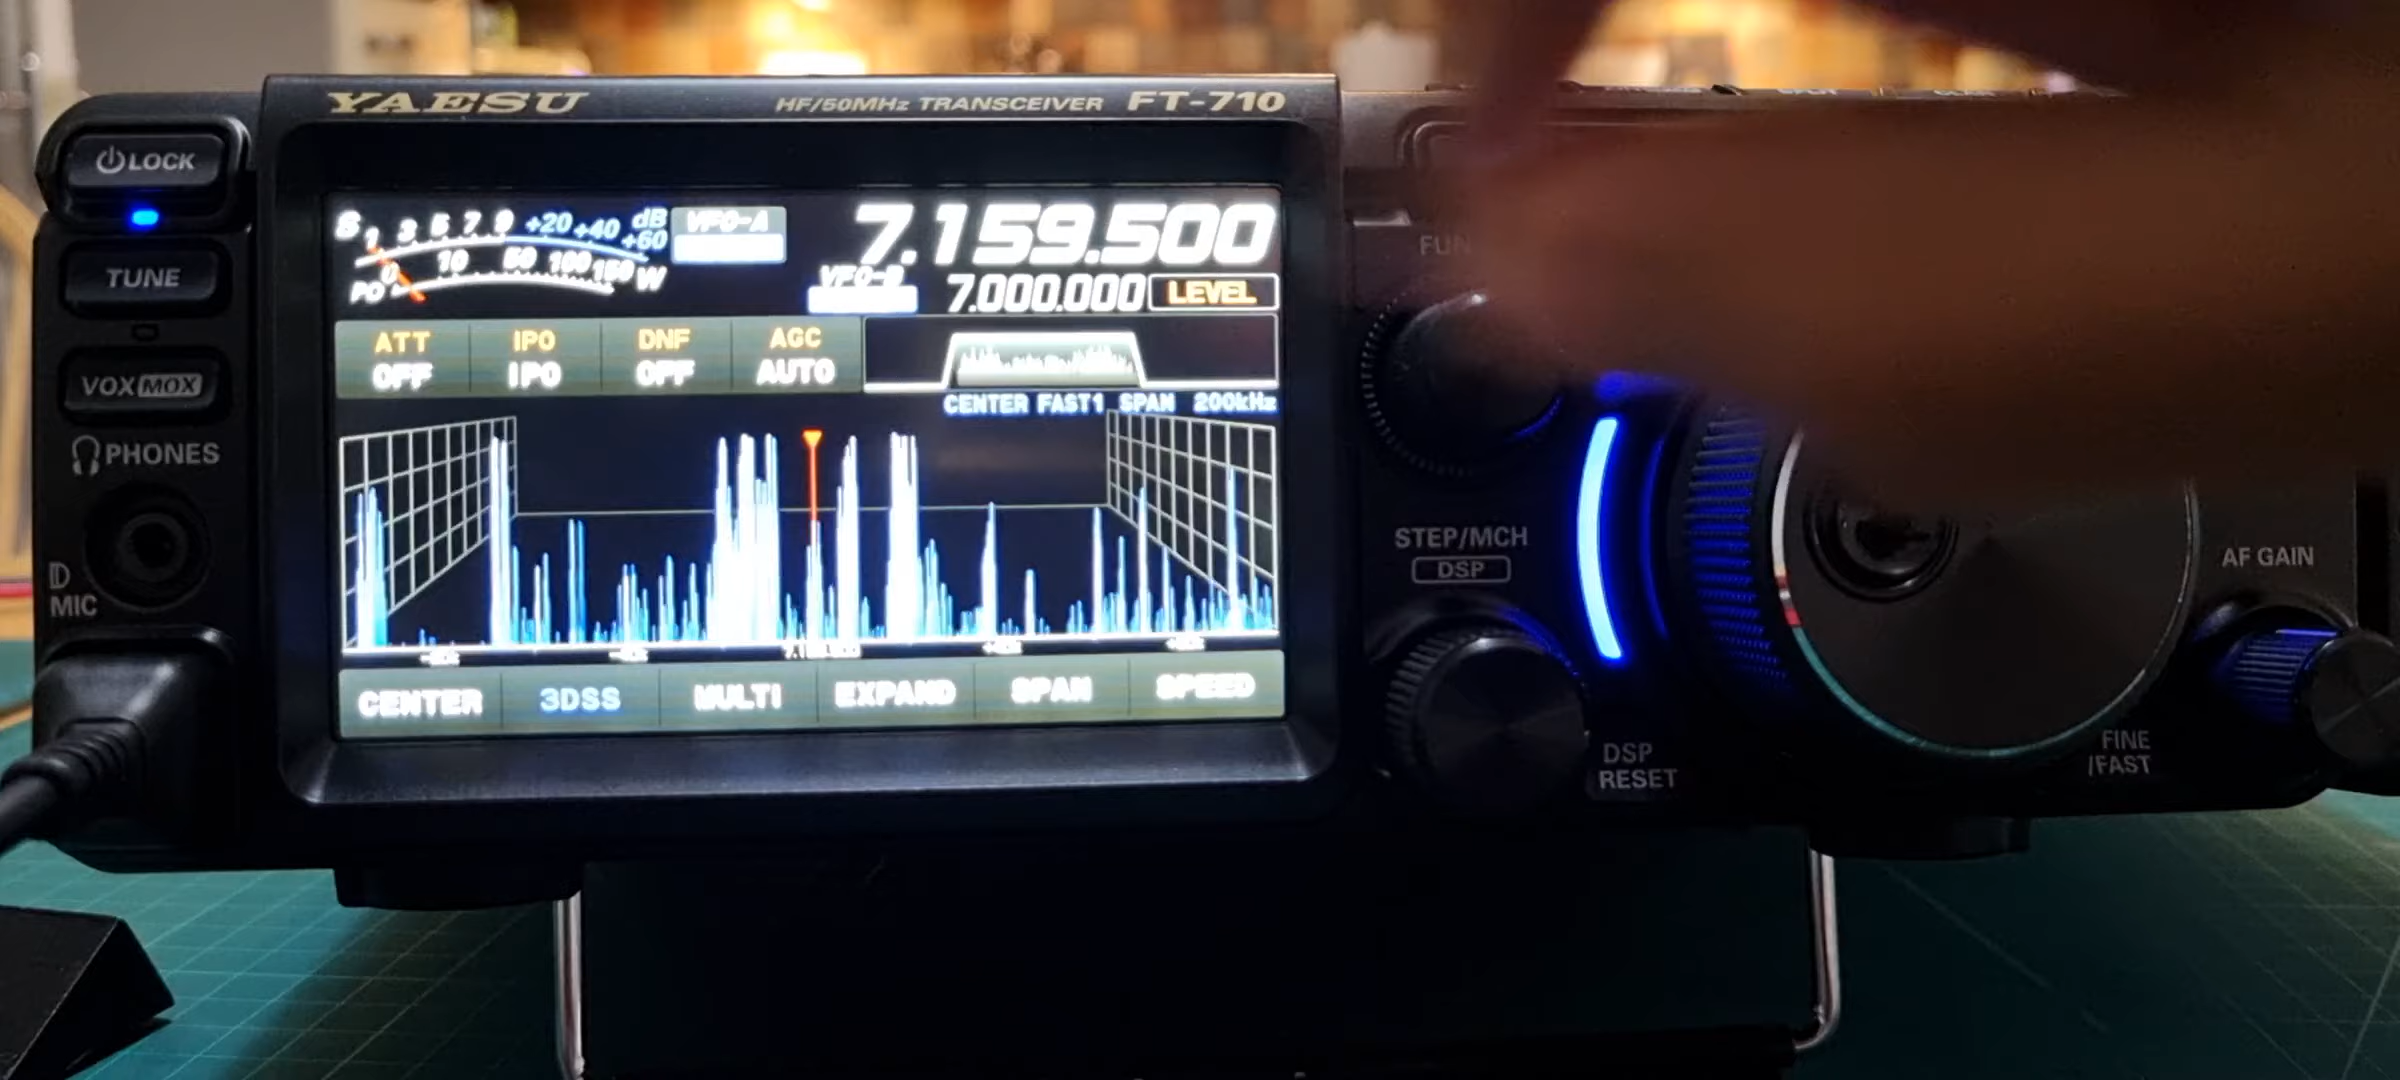 YAESU HF/50MHz TRANSCEIVER FT-710
LOCK
TUNE
VOX MOX
PHONES
MIC
S 1 3 5 7 9 +20 +40 +60 dB
PO 0 10 50 100 150 W
VFO-A
7.159.500
VFO-B
7.000.000
LEVEL
ATT IPO DNF AGC
OFF IPO OFF AUTO
CENTER FAST1 SPAN 200kHz
CENTER 3DSS MULTI EXPAND SPAN SPEED
STEP/MCH
DSP
DSP
RESET
AF GAIN
FINE
/FAST